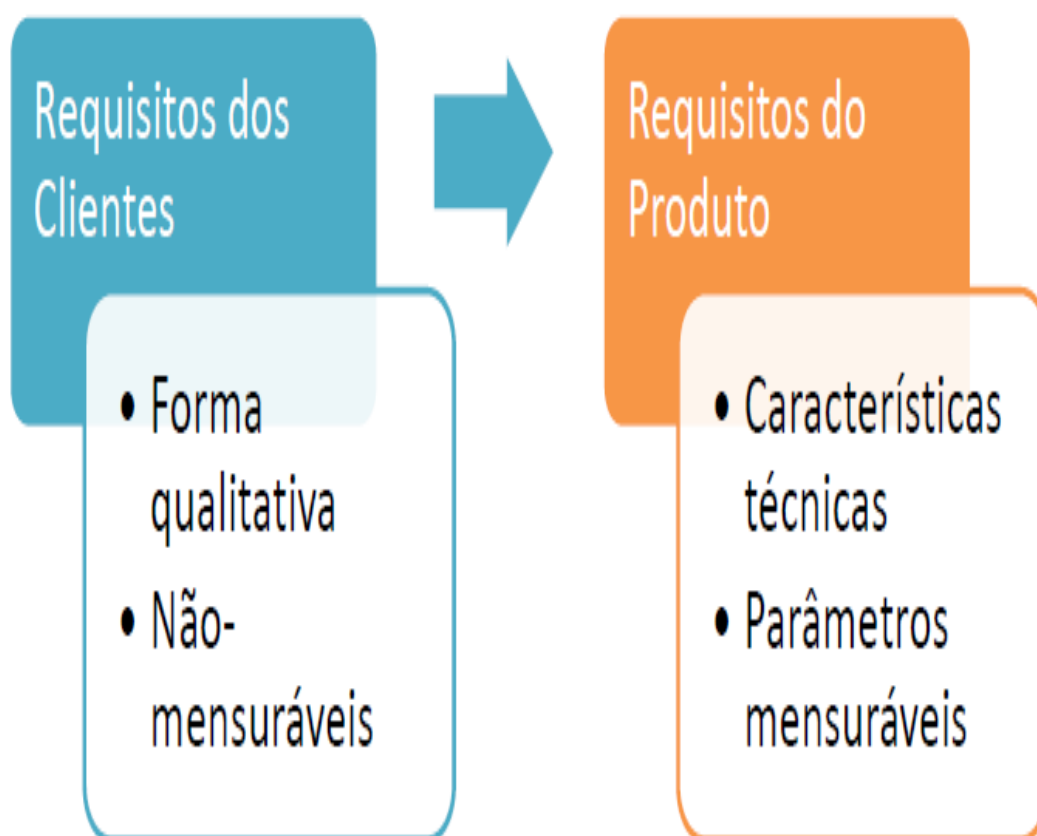 Requisitos dos
Clientes
• Forma
qualitativa
• Não-
mensuráveis
Requisitos do
Produto
• Características
técnicas
• Parâmetros
mensuráveis